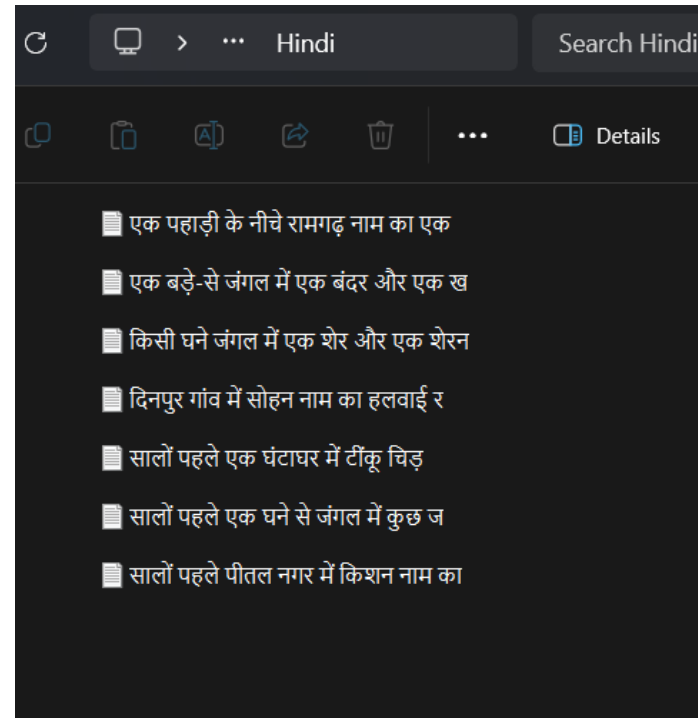 Hindi Search Hindi
Details
एक पहाड़ी के नीचे रामगढ़ नाम का एक
एक बड़े-से जंगल में एक बंदर और एक ख
किसी घने जंगल में एक शेर और एक शेरन
दिनपुर गांव में सोहन नाम का हलवाई र
सालों पहले एक घंटाघर में टींकू चिड़
सालों पहले एक घने से जंगल में कुछ ज
सालों पहले पीतल नगर में किशन नाम का